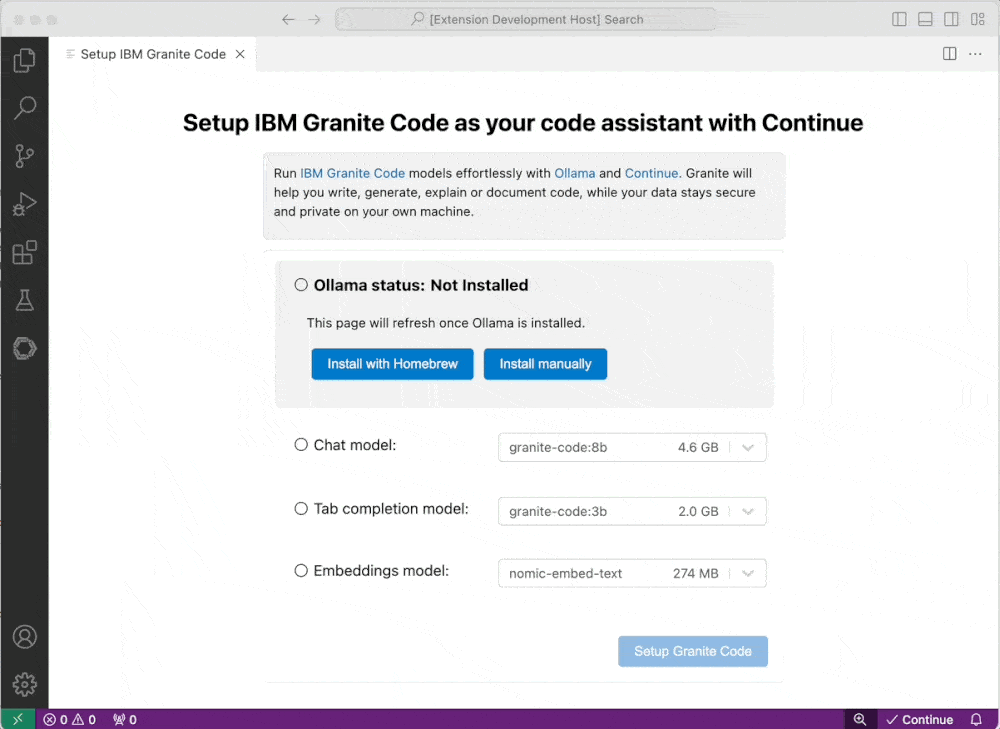 [Extension Development Host] Search
Setup IBM Granite Code
Setup IBM Granite Code as your code assistant with Continue
Run IBM Granite Code models effortlessly with Ollama and Continue. Granite will
help you write, generate, explain or document code, while your data stays secure
and private on your own machine.
Ollama status: Not Installed
This page will refresh once Ollama is installed.
Install with Homebrew Install manually
Chat model: granite-code:8b 4.6 GB
Tab completion model: granite-code:3b 2.0 GB
Embeddings model: nomic-embed-text 274 MB
Setup Granite Code
0 0 0 Continue